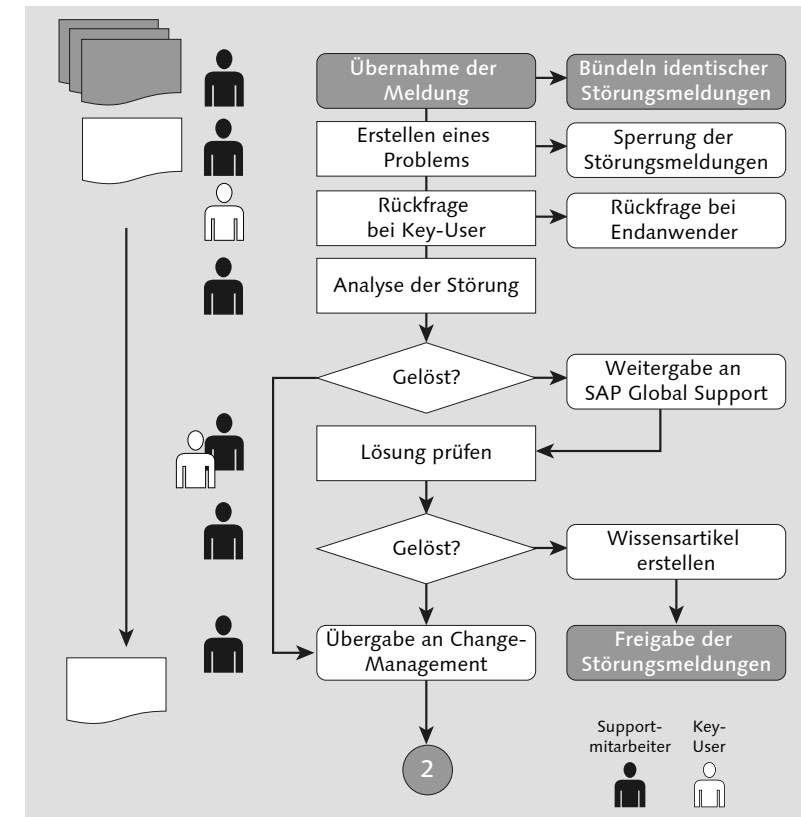 Übernahme der
Meldung
Bündeln identischer
Störungsmeldungen
Erstellen eines
Problems
Sperrung der
Störungsmeldungen
Rückfrage
bei Key-User
Rückfrage bei
Endanwender
Analyse der Störung
Gelöst?
Weitergabe an
SAP Global Support
Lösung prüfen
Gelöst?
Wissensartikel
erstellen
Übergabe an Change-
Management
Freigabe der
Störungsmeldungen
2
Support-
mitarbeiter
Key-
User